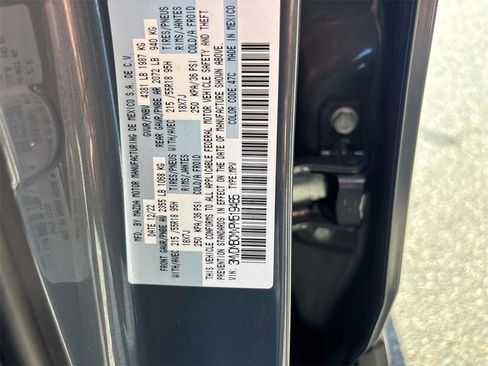 MFD. BY MAZDA MOTOR MANUFACTURING DE MEXICO S.A. DE C.V.
DATE: 12/22 GVWR/PNBV 4381 LB 1987 KG
FRONT GAWR/PNBE AV 2355 LB 1068 KG REAR GAWR/PNBE AR 2072 LB 940 KG
WITH/AVEC 215/55R18 95H TIRES/PNEUS WITH/AVEC 215/55R18 95H TIRES/PNEUS
18X7J RIMS/JANTES 18X7J RIMS/JANTES
250 KPA/36 PSI COLD/A FROID 250 KPA/36 PSI COLD/A FROID
THIS VEHICLE CONFORMS TO ALL APPLICABLE FEDERAL MOTOR VEHICLE SAFETY AND THEFT
PREVENTION STANDARDS IN EFFECT ON THE DATE OF MANUFACTURE SHOWN ABOVE.
COLOR CODE: 47C MADE IN MEXICO
VIN: TYPE: MPV